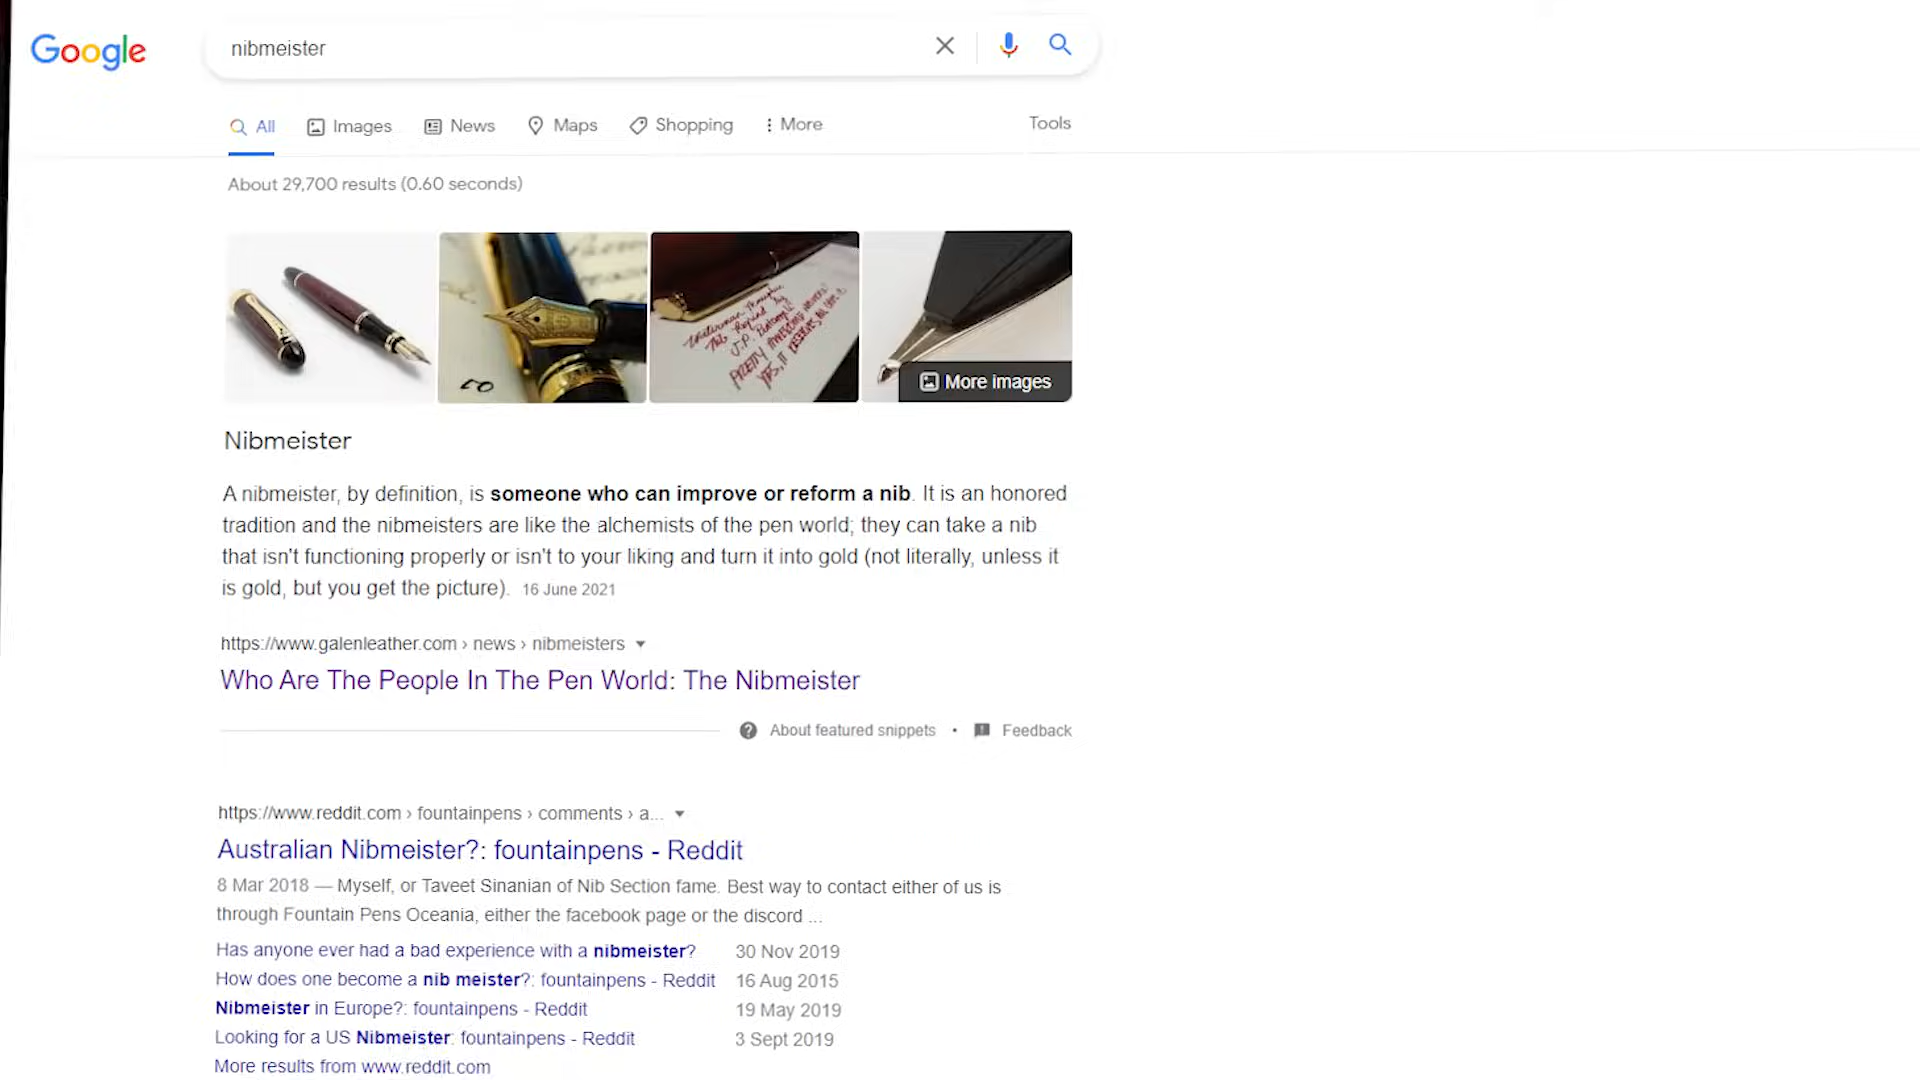 Google
nibmeister
All
Images
News
Maps
Shopping
More
Tools
About 29,700 results (0.60 seconds)
J.P.
PRETTY
YES, IT
More images
Nibmeister
A nibmeister, by definition, is someone who can improve or reform a nib. It is an honored
tradition and the nibmeisters are like the alchemists of the pen world; they can take a nib
that isn't functioning properly or isn't to your liking and turn it into gold (not literally, unless it
is gold, but you get the picture). 16 June 2021
https://www.galenleather.com › news › nibmeisters
Who Are The People In The Pen World: The Nibmeister
About featured snippets • Feedback
https://www.reddit.com › fountainpens › comments › a...
Australian Nibmeister?: fountainpens - Reddit
8 Mar 2018 — Myself, or Taveet Sinanian of Nib Section fame. Best way to contact either of us is
through Fountain Pens Oceania, either the facebook page or the discord ...
Has anyone ever had a bad experience with a nibmeister? 30 Nov 2019
How does one become a nib meister?: fountainpens - Reddit 16 Aug 2015
Nibmeister in Europe?: fountainpens - Reddit 19 May 2019
Looking for a US Nibmeister: fountainpens - Reddit 3 Sept 2019
More results from www.reddit.com